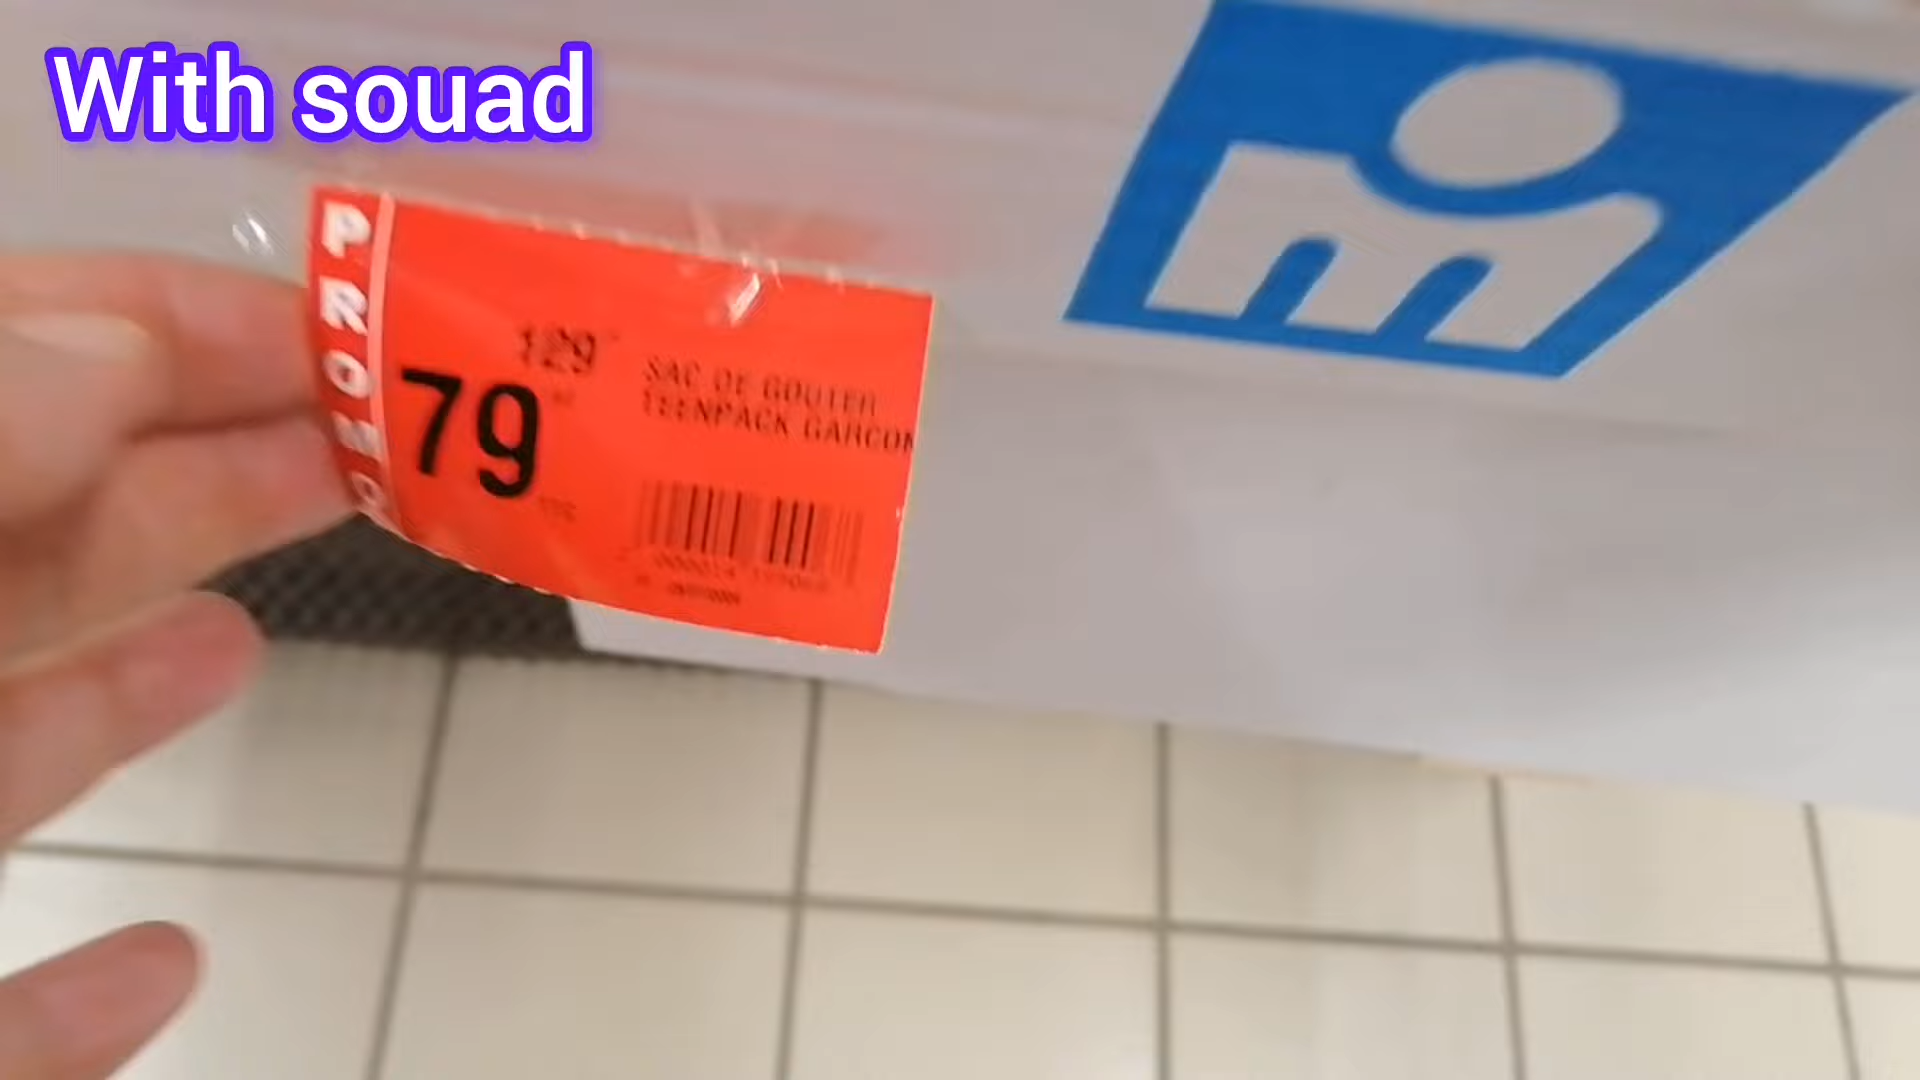 With souad
PROMO
129
79
SAC DE GOUTER
TEENPACK GARCON